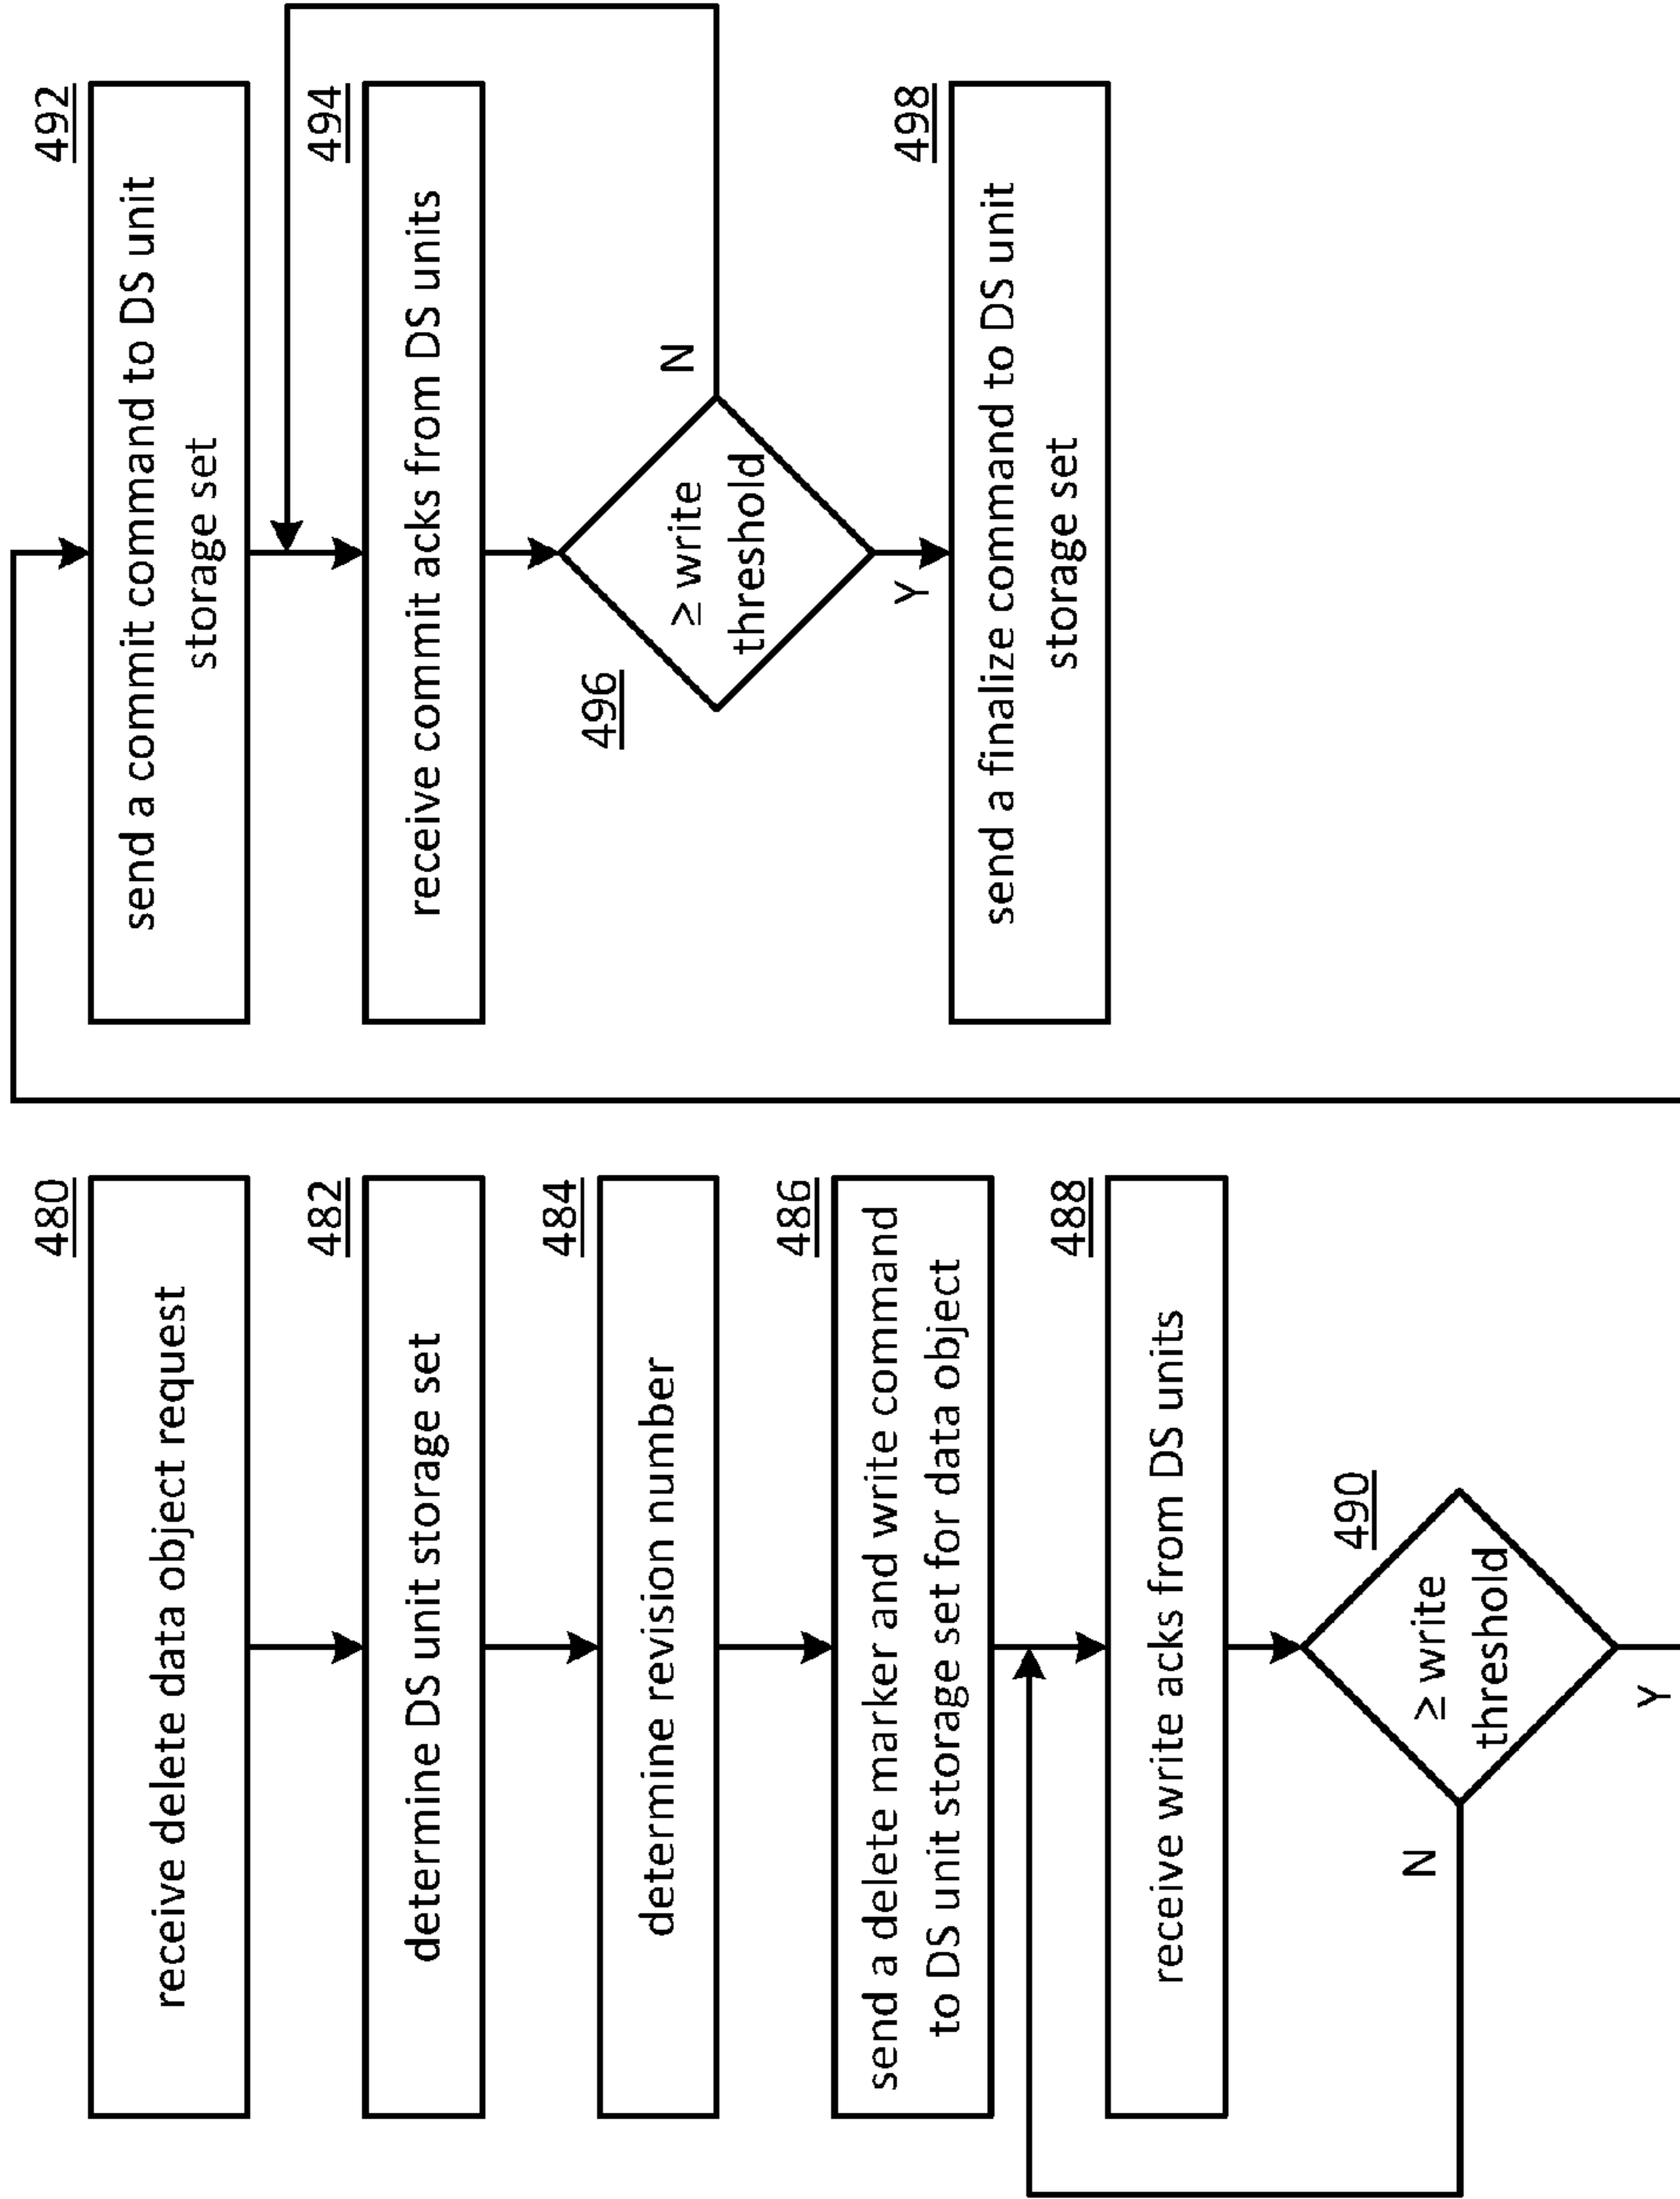 480
receive delete data object request
482
determine DS unit storage set
484
determine revision number
486
send a delete marker and write command
to DS unit storage set for data object
488
receive write acks from DS units
490
≥ write
threshold
N
Y
492
send a commit command to DS unit
storage set
494
receive commit acks from DS units
496
≥ write
threshold
N
Y
498
send a finalize command to DS unit
storage set